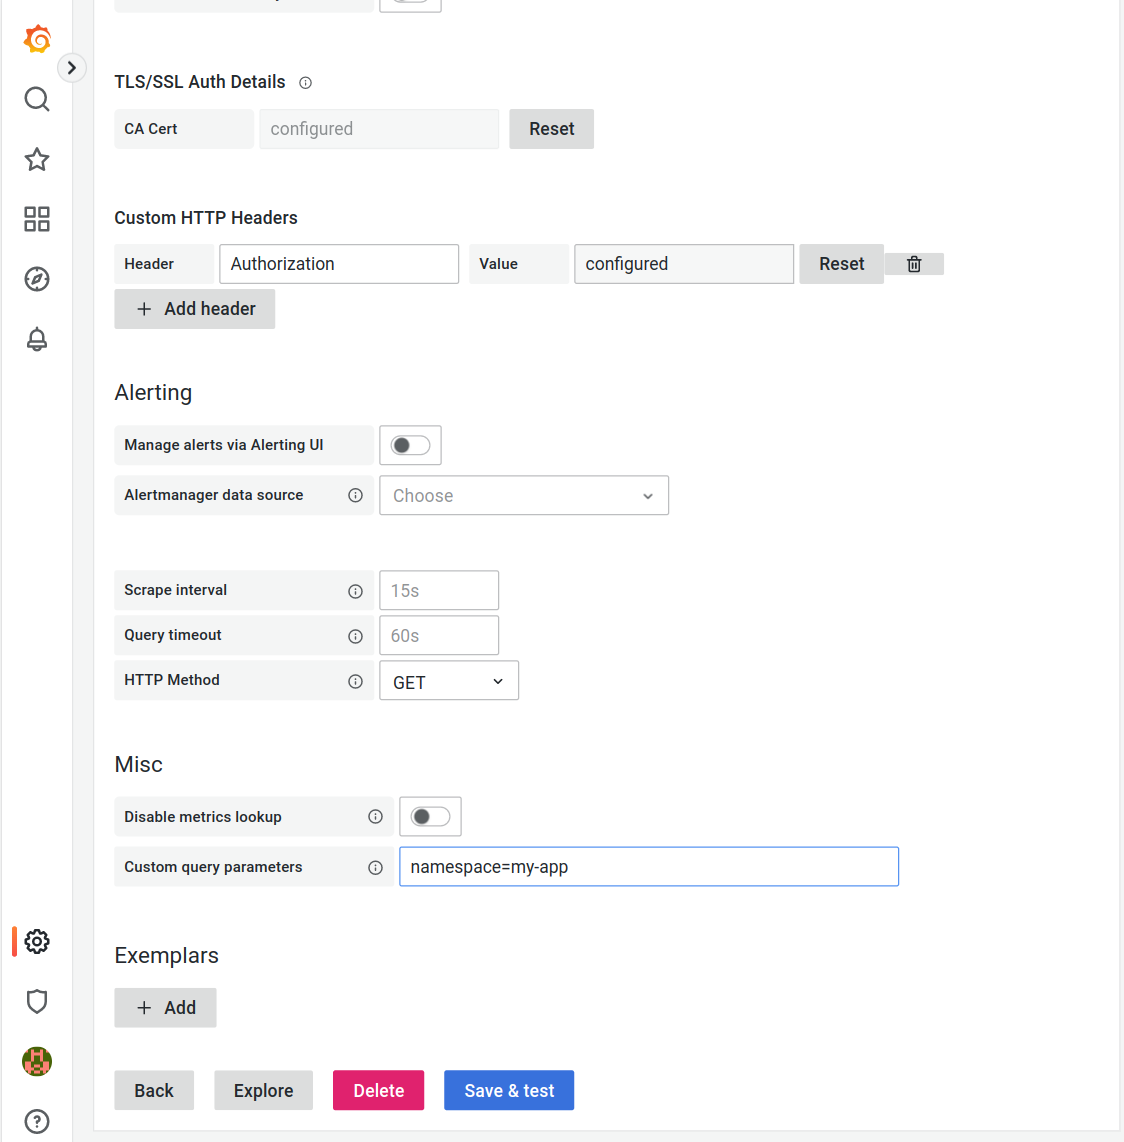 TLS/SSL Auth Details
CA Cert configured Reset
Custom HTTP Headers
Header Authorization Value configured Reset
Add header
Alerting
Manage alerts via Alerting UI
Alertmanager data source Choose
Scrape interval 15s
Query timeout 60s
HTTP Method GET
Misc
Disable metrics lookup
Custom query parameters namespace=my-app
Exemplars
Add
Back Explore Delete Save & test